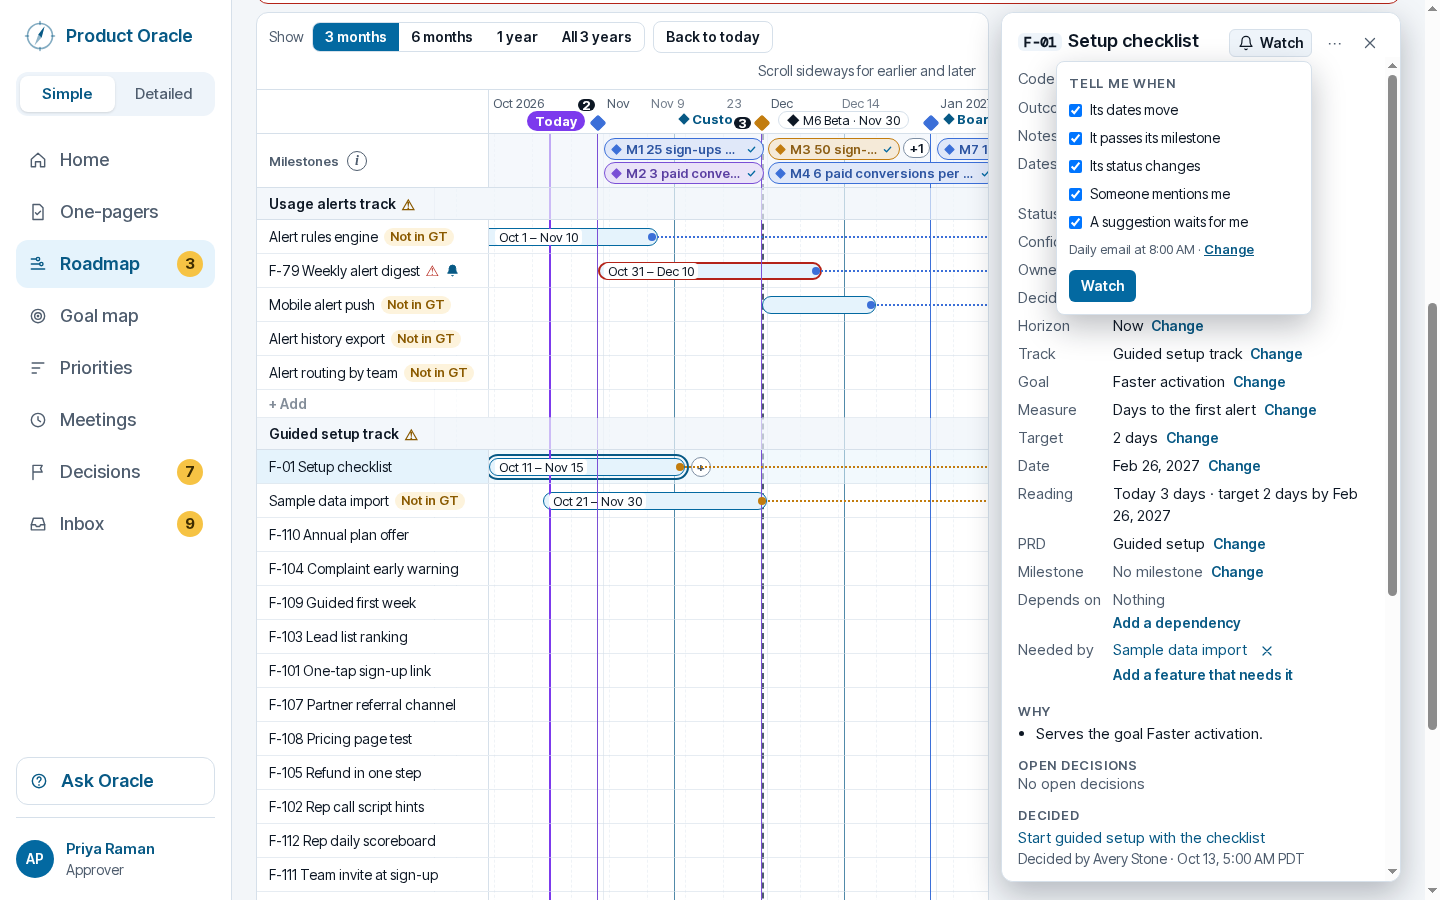 Product Oracle
Simple
Detailed
Home
One-pagers
Roadmap
3
Goal map
Priorities
Meetings
Decisions
7
Inbox
9
Ask Oracle
AP
Priya Raman
Approver
Show
3 months
6 months
1 year
All 3 years
Back to today
Scroll sideways for earlier and later
Oct 2026
2
Nov
Nov 9
23
Dec
Dec 14
Jan 2027
Today
Custo
3
M6 Beta · Nov 30
Boar
Milestones
i
M1 25 sign-ups ...
M3 50 sign-...
+1
M7 1
M2 3 paid conve...
M4 6 paid conversions per ...
Usage alerts track
Alert rules engine
Not in GT
Oct 1 – Nov 10
F-79 Weekly alert digest
Oct 31 – Dec 10
Mobile alert push
Not in GT
Alert history export
Not in GT
Alert routing by team
Not in GT
+ Add
Guided setup track
F-01 Setup checklist
Oct 11 – Nov 15
+
Sample data import
Not in GT
Oct 21 – Nov 30
F-110 Annual plan offer
F-104 Complaint early warning
F-109 Guided first week
F-103 Lead list ranking
F-101 One-tap sign-up link
F-107 Partner referral channel
F-108 Pricing page test
F-105 Refund in one step
F-102 Rep call script hints
F-112 Rep daily scoreboard
F-111 Team invite at sign-up
F-01 Setup checklist
Watch
...
Code
Outco
Notes
Dates
Status
Confid
Owne
Decid
TELL ME WHEN
Its dates move
It passes its milestone
Its status changes
Someone mentions me
A suggestion waits for me
Daily email at 8:00 AM · Change
Watch
Horizon
Now Change
Track
Guided setup track Change
Goal
Faster activation Change
Measure
Days to the first alert Change
Target
2 days Change
Date
Feb 26, 2027 Change
Reading
Today 3 days · target 2 days by Feb
26, 2027
PRD
Guided setup Change
Milestone
No milestone Change
Depends on
Nothing
Add a dependency
Needed by
Sample data import
Add a feature that needs it
WHY
• Serves the goal Faster activation.
OPEN DECISIONS
No open decisions
DECIDED
Start guided setup with the checklist
Decided by Avery Stone · Oct 13, 5:00 AM PDT